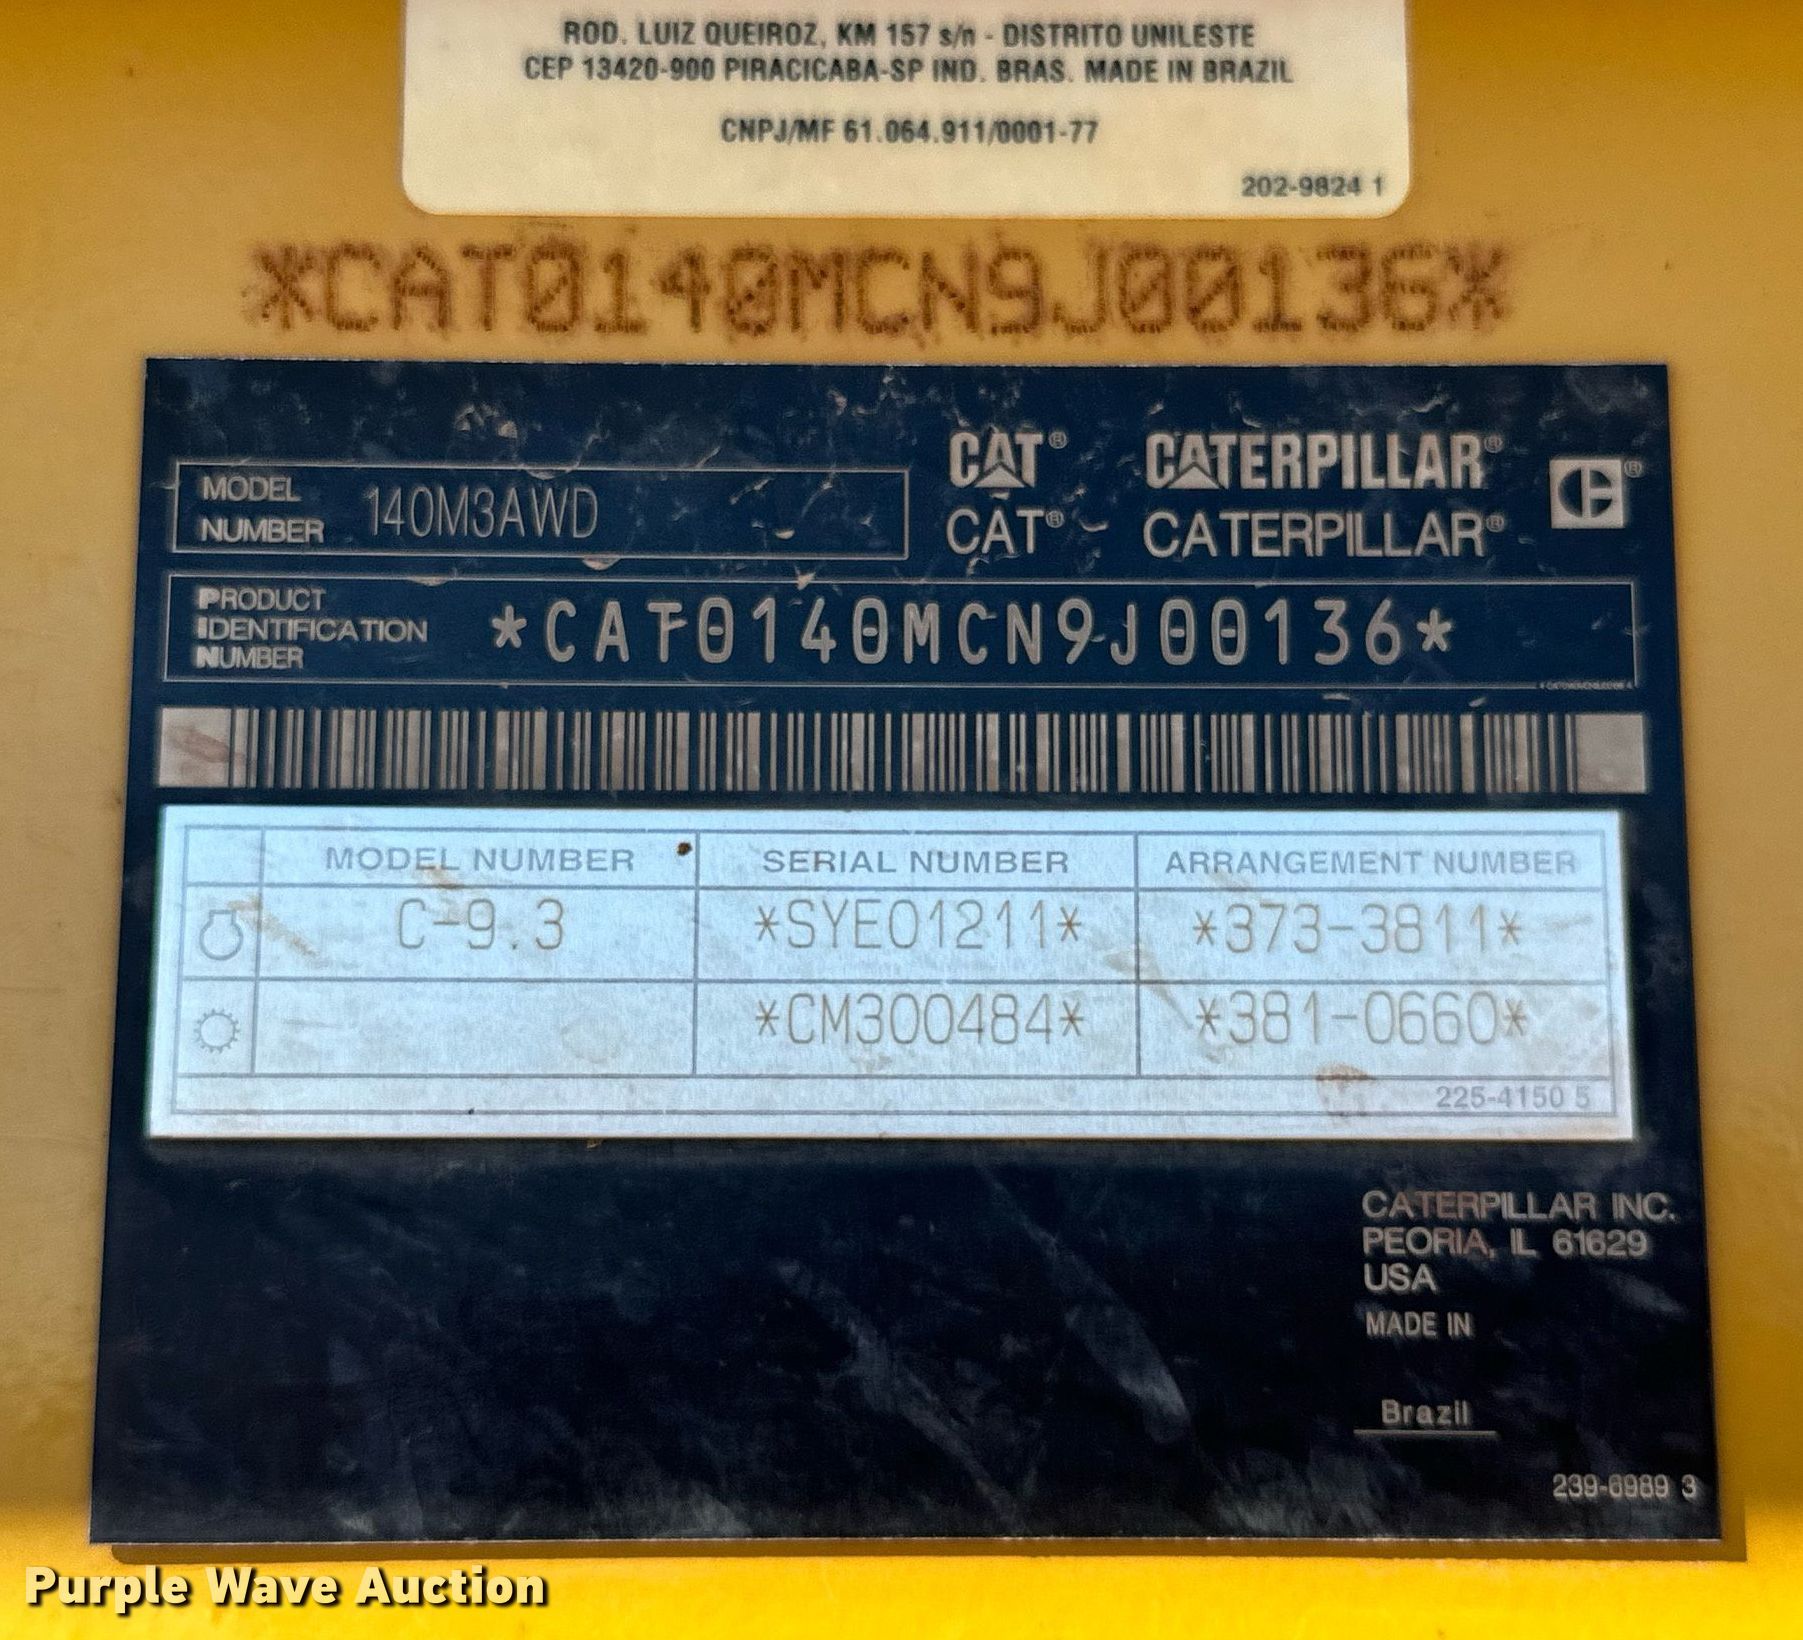 ROD. LUIZ QUEIROZ, KM 157 s/n - DISTRITO UNILESTE
CEP 13420-900 PIRACICABA-SP IND. BRAS. MADE IN BRAZIL
CNPJ/MF 61.064.911/0001-77
202-9824 1
*CAT0140MCN9J00136*
MODEL NUMBER 140M3AWD
CAT® CATERPILLAR®
CAT® CATERPILLAR®
PRODUCT IDENTIFICATION NUMBER *CAT0140MCN9J00136*
MODEL NUMBER SERIAL NUMBER ARRANGEMENT NUMBER
C-9.3 *SYE01211* *373-3811*
*CM300484* *381-0660*
225-4150 5
CATERPILLAR INC.
PEORIA, IL 61629
USA
MADE IN
Brazil
239-6989 3
Purple Wave Auction